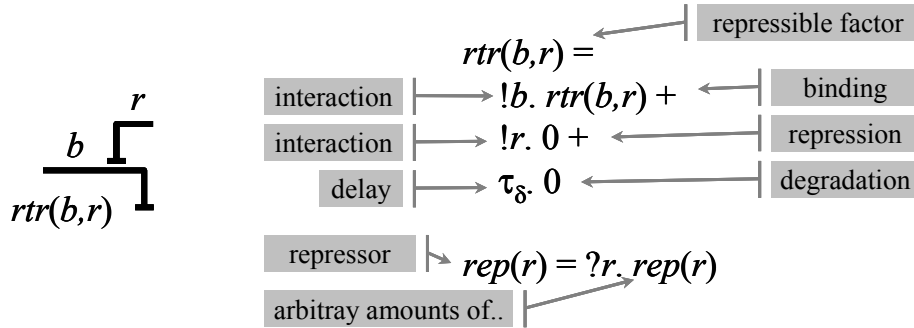 repressible factor
rtr(b,r) =
interaction !b. rtr(b,r) + binding
r
interaction !r. 0 + repression
b
delay τδ. 0 degradation
rtr(b,r)
repressor rep(r) = ?r. rep(r)
arbitray amounts of..